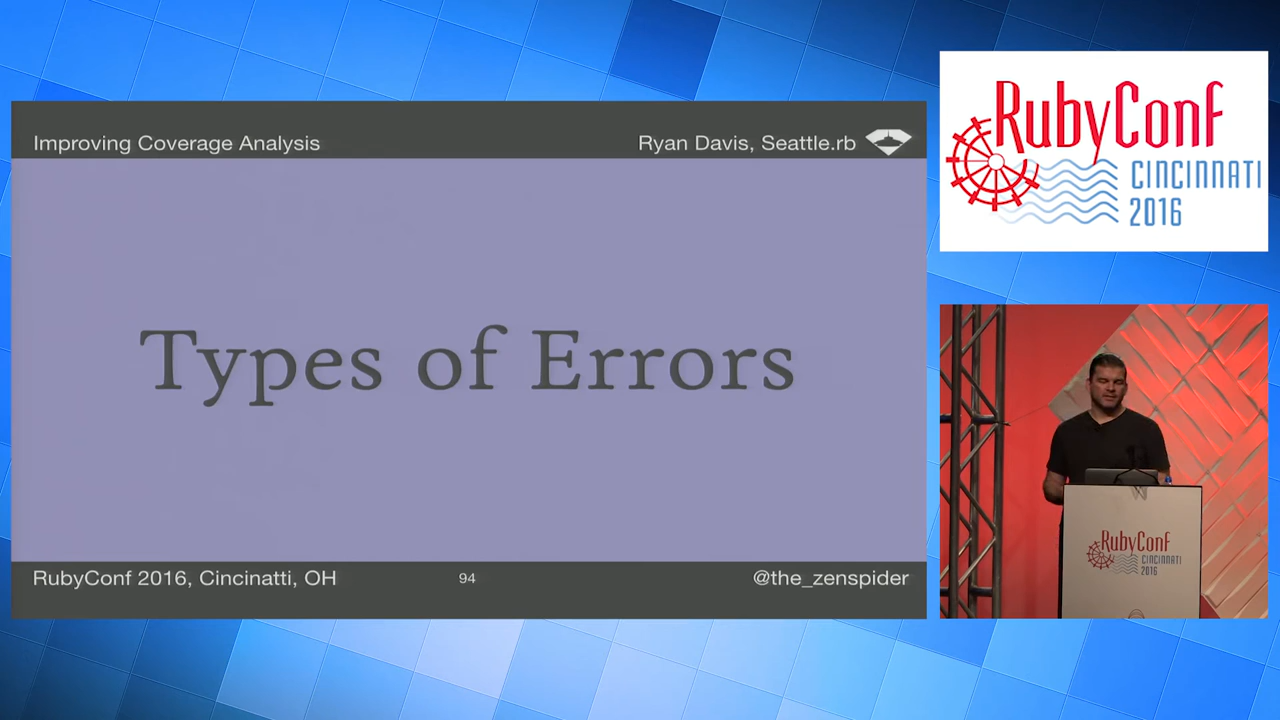 Improving Coverage Analysis
Ryan Davis, Seattle.rb
Types of Errors
RubyConf 2016, Cincinatti, OH
94
@the_zenspider
RubyConf
CINCINNATI
2016
RubyConf
CINCINNATI
2016